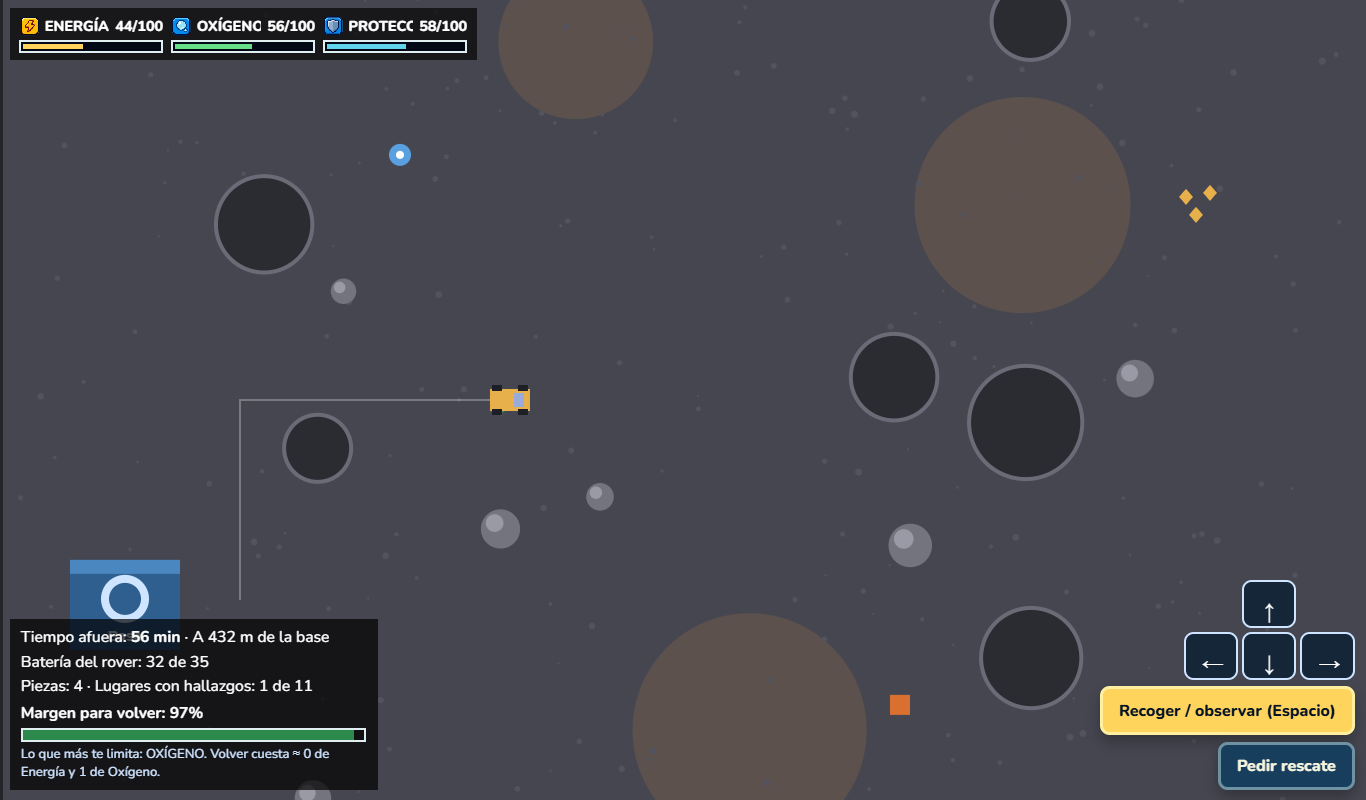 ENERGÍA 44/100 OXÍGENO 56/100 PROTECC 58/100
Tiempo afuera: 56 min · A 432 m de la base
Batería del rover: 32 de 35
Piezas: 4 · Lugares con hallazgos: 1 de 11
Margen para volver: 97%
Lo que más te limita: OXÍGENO. Volver cuesta ≈ 0 de
Energía y 1 de Oxígeno.
↑
← ↓ →
Recoger / observar (Espacio)
Pedir rescate